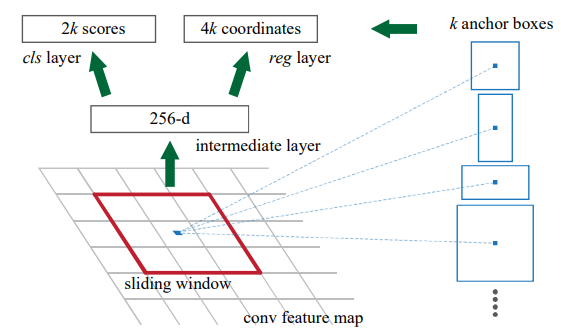 2k scores
4k coordinates
k anchor boxes
cls layer
reg layer
256-d
intermediate layer
sliding window
conv feature map